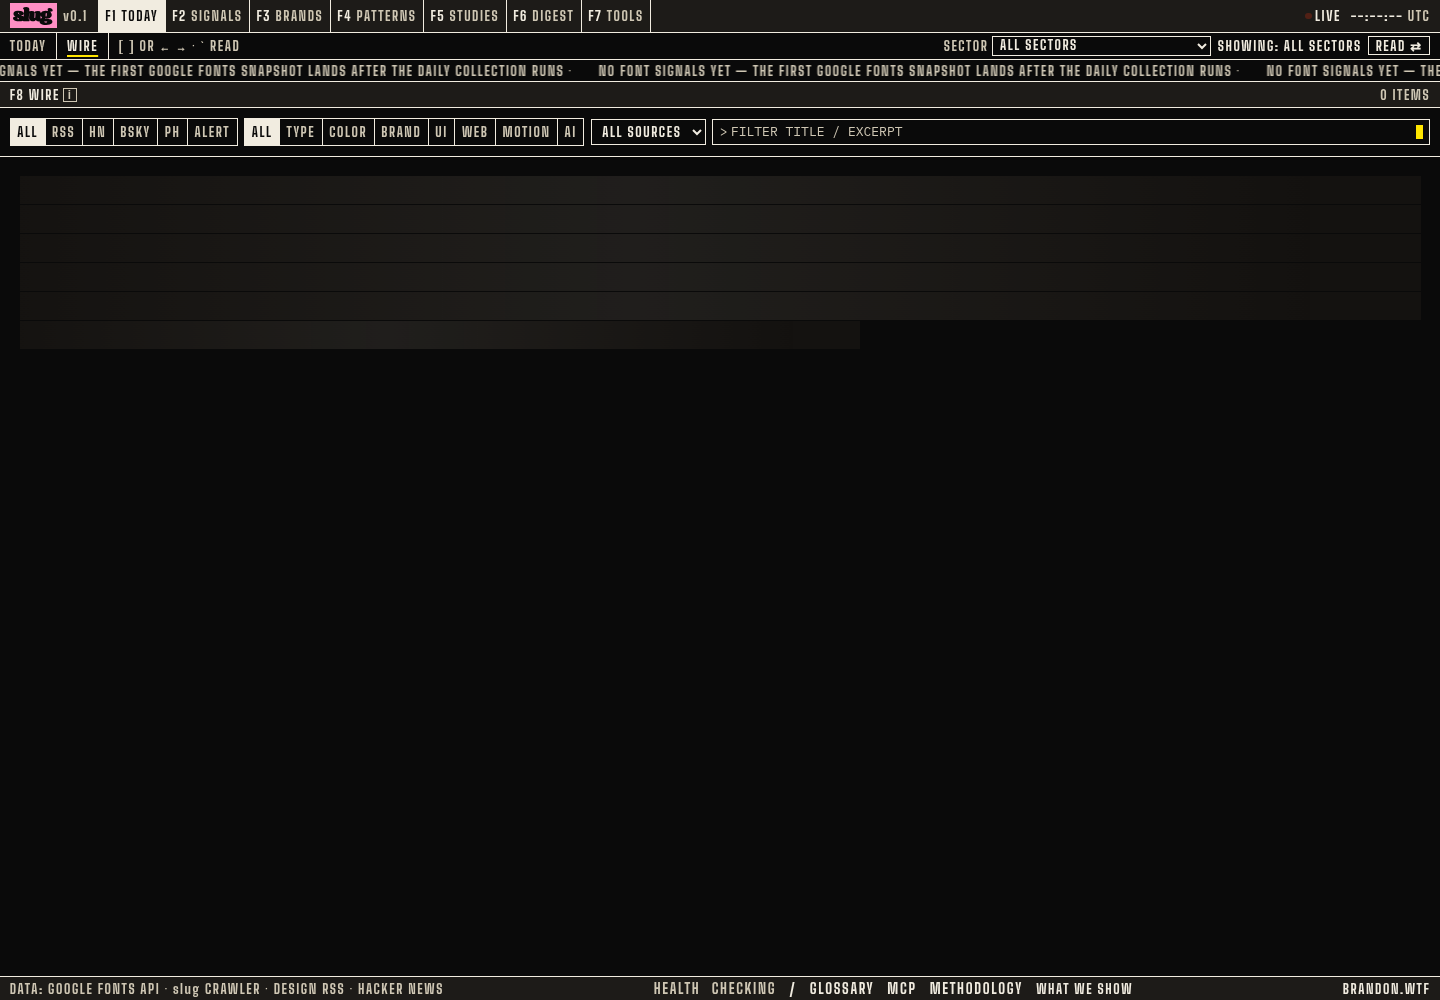 slug v0.1 F1 TODAY F2 SIGNALS F3 BRANDS F4 PATTERNS F5 STUDIES F6 DIGEST F7 TOOLS LIVE --:--:-- UTC
TODAY WIRE [ ] OR ← → · ` READ SECTOR ALL SECTORS SHOWING: ALL SECTORS READ ⇄
GNALS YET — THE FIRST GOOGLE FONTS SNAPSHOT LANDS AFTER THE DAILY COLLECTION RUNS · NO FONT SIGNALS YET — THE FIRST GOOGLE FONTS SNAPSHOT LANDS AFTER THE DAILY COLLECTION RUNS · NO FONT SIGNALS YET — THE
F8 WIRE i 0 ITEMS
ALL RSS HN BSKY PH ALERT ALL TYPE COLOR BRAND UI WEB MOTION AI ALL SOURCES > FILTER TITLE / EXCERPT
DATA: GOOGLE FONTS API · slug CRAWLER · DESIGN RSS · HACKER NEWS HEALTH CHECKING / GLOSSARY MCP METHODOLOGY WHAT WE SHOW BRANDON.WTF